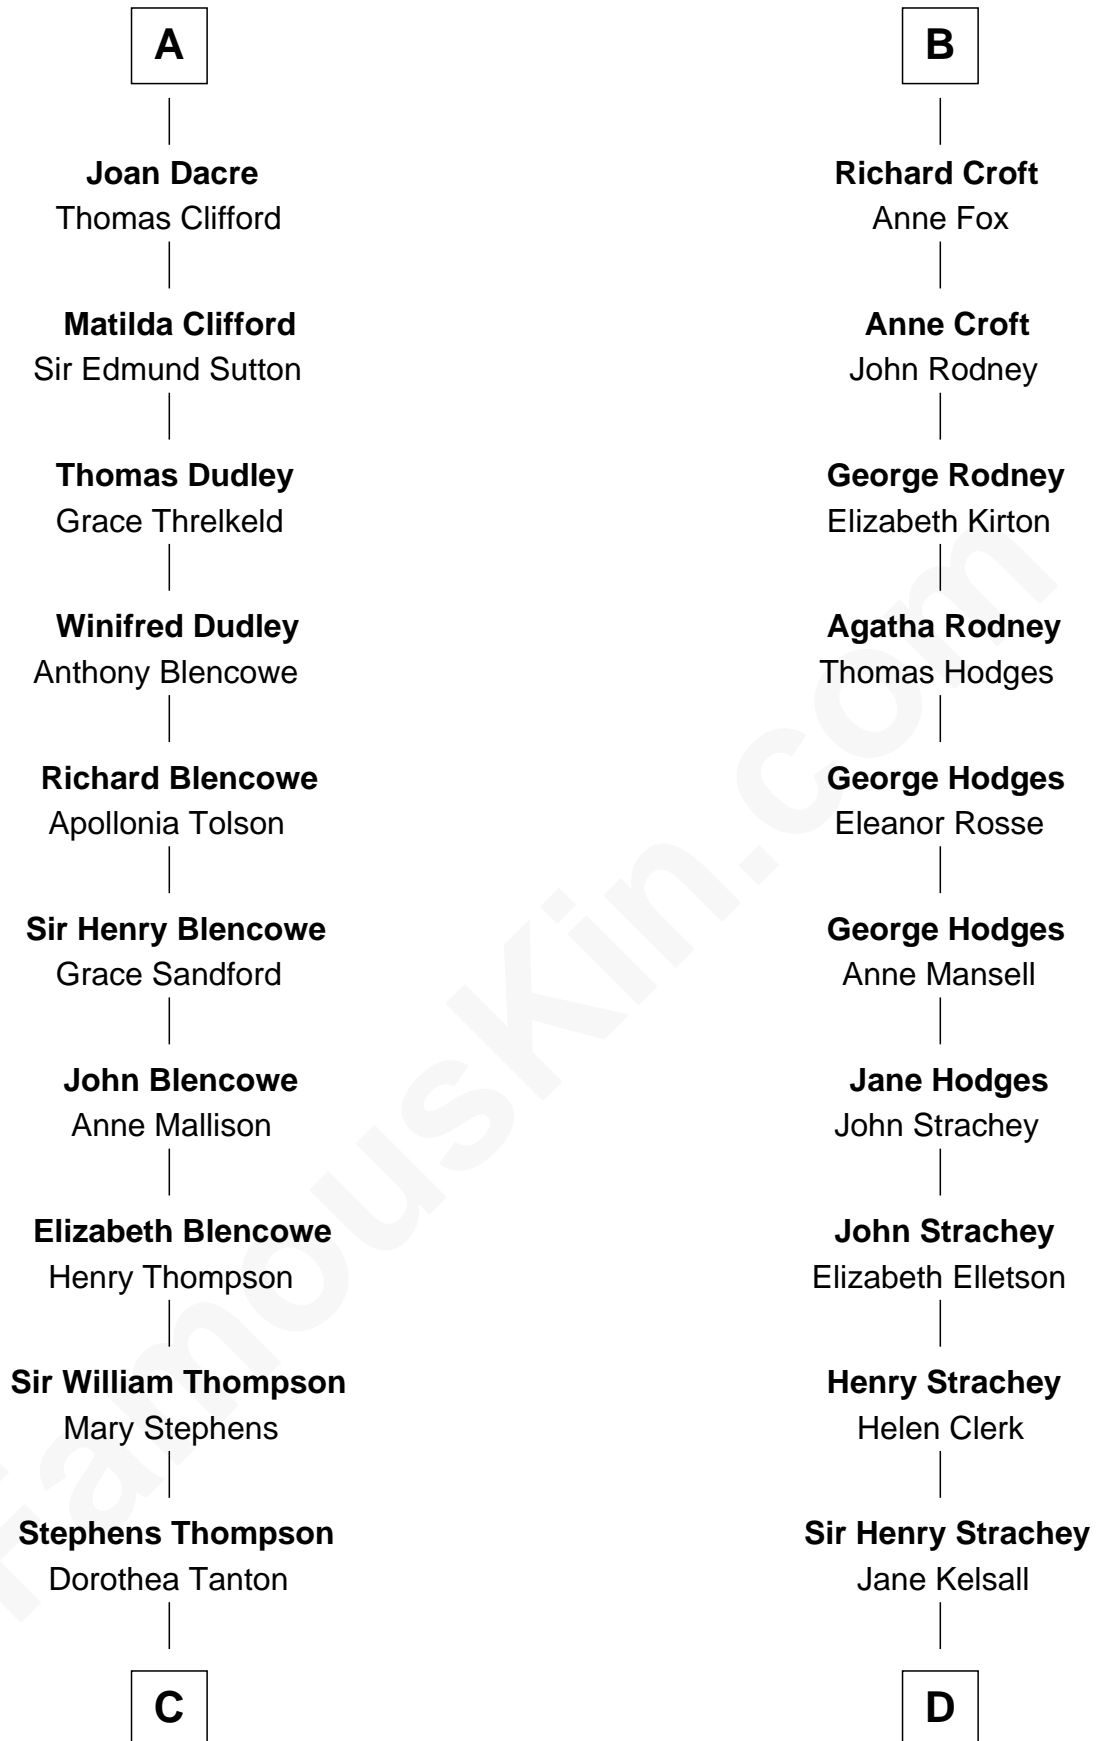 A
Joan Dacre
Thomas Clifford
Matilda Clifford
Sir Edmund Sutton
Thomas Dudley
Grace Threlkeld
Winifred Dudley
Anthony Blencowe
Richard Blencowe
Apollonia Tolson
Sir Henry Blencowe
Grace Sandford
John Blencowe
Anne Mallison
Elizabeth Blencowe
Henry Thompson
Sir William Thompson
Mary Stephens
Stephens Thompson
Dorothea Tanton
C
B
Richard Croft
Anne Fox
Anne Croft
John Rodney
George Rodney
Elizabeth Kirton
Agatha Rodney
Thomas Hodges
George Hodges
Eleanor Rosse
George Hodges
Anne Mansell
Jane Hodges
John Strachey
John Strachey
Elizabeth Elletson
Henry Strachey
Helen Clerk
Sir Henry Strachey
Jane Kelsall
D
FamousKin.com